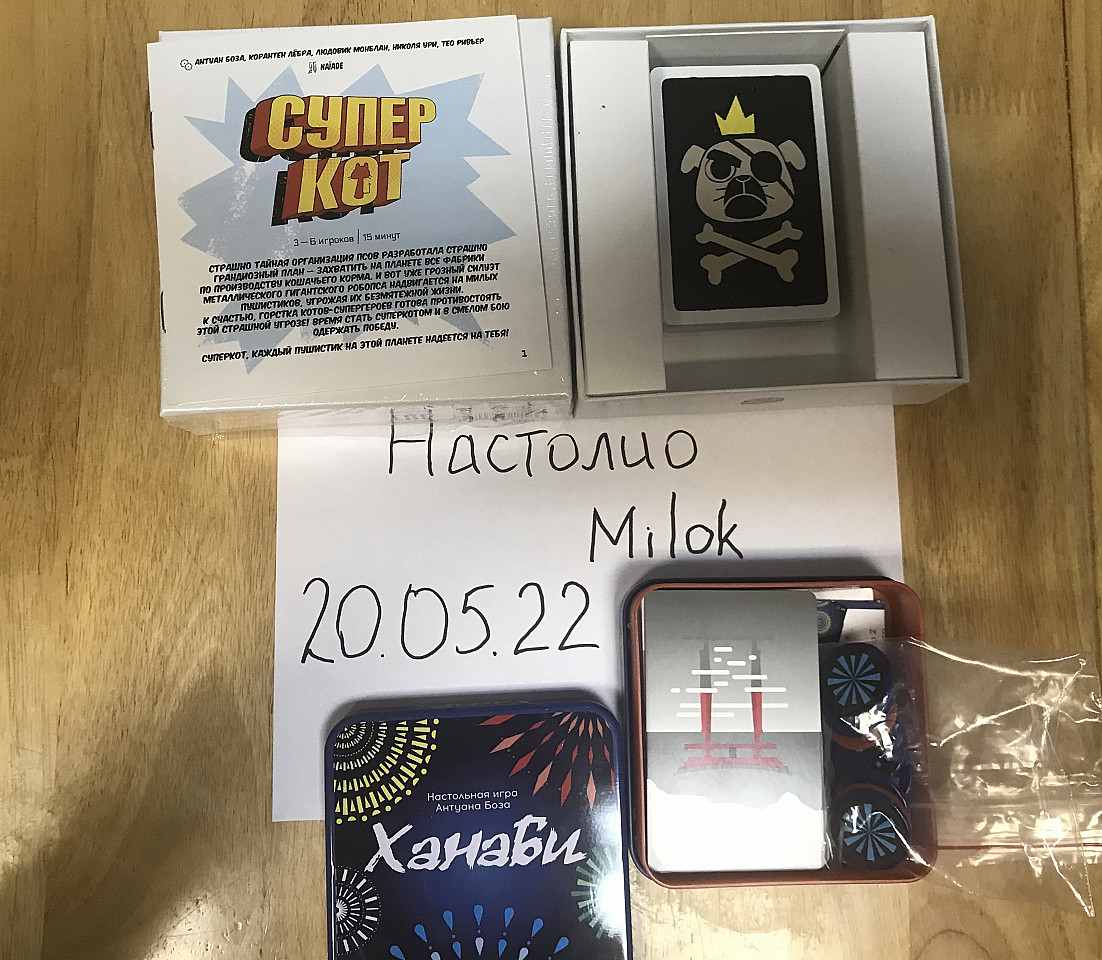 АНТУАН БОЗА, КОРАНТЕН ЛЁБРА, ЛЮДОВИК МОНБЛАН, НИКОЛЯ УРИ, ТЕО РИВЬЕР
NAÏADE
СУПЕР
КОТ
3 – 6 игроков | 15 минут
СТРАШНО ТАЙНАЯ ОРГАНИЗАЦИЯ ПСОВ РАЗРАБОТАЛА СТРАШНО
ГРАНДИОЗНЫЙ ПЛАН — ЗАХВАТИТЬ НА ПЛАНЕТЕ ВСЕ ФАБРИКИ
ПО ПРОИЗВОДСТВУ КОШАЧЬЕГО КОРМА. И ВОТ УЖЕ ГРОЗНЫЙ СИЛУЭТ
МЕТАЛЛИЧЕСКОГО ГИГАНТСКОГО РОБОПСА НАДВИГАЕТСЯ НА МИЛЫХ
ПУШИСТИКОВ, УГРОЖАЯ ИХ БЕЗМЯТЕЖНОЙ ЖИЗНИ.
К СЧАСТЬЮ, ГОРСТКА КОТОВ-СУПЕРГЕРОЕВ ГОТОВА ПРОТИВОСТОЯТЬ
ЭТОЙ СТРАШНОЙ УГРОЗЕ! ВРЕМЯ СТАТЬ СУПЕРКОТОМ И В СМЕЛОМ БОЮ
ОДЕРЖАТЬ ПОБЕДУ.
СУПЕРКОТ, КАЖДЫЙ ПУШИСТИК НА ЭТОЙ ПЛАНЕТЕ НАДЕЕТСЯ НА ТЕБЯ!
1
Настолио
Milok
20.05.22
Настольная игра
Антуана Боза
Ханаби